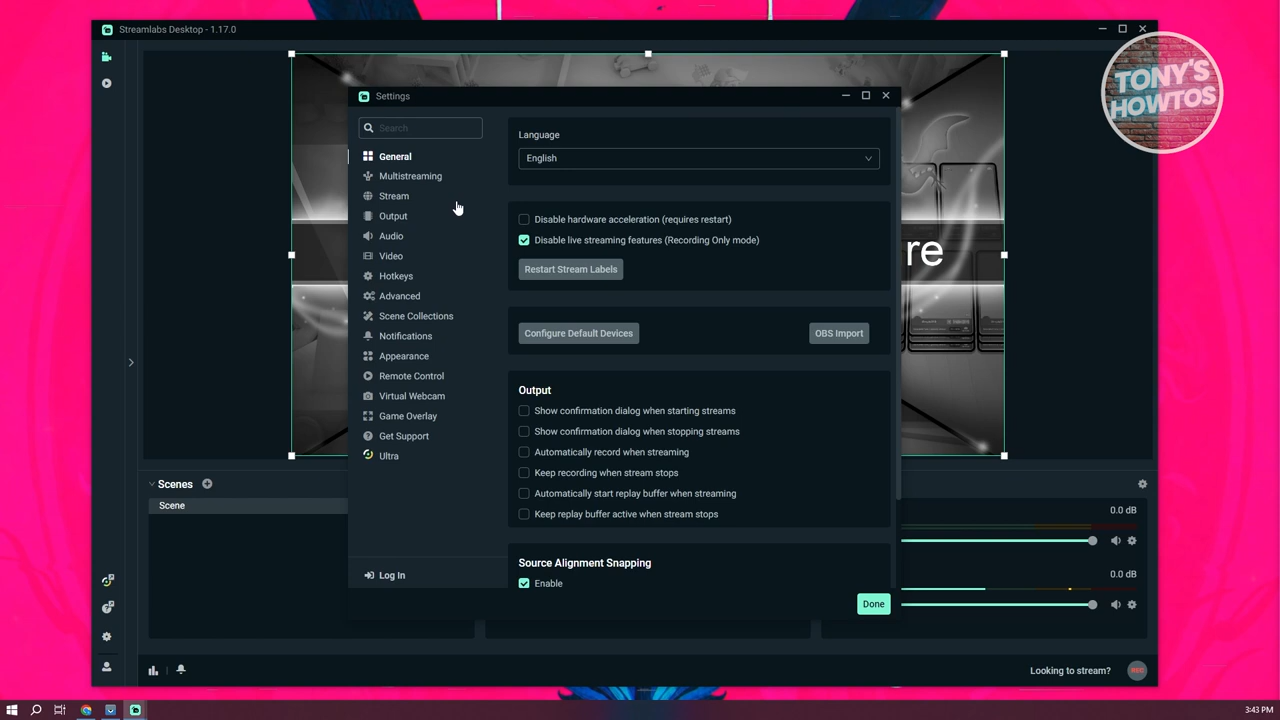 Streamlabs Desktop - 1.17.0
TONY'S
HOWTOS
Settings
Search
General
Multistreaming
Stream
Output
Audio
Video
Hotkeys
Advanced
Scene Collections
Notifications
Appearance
Remote Control
Virtual Webcam
Game Overlay
Get Support
Ultra
Log In
Language
English
Disable hardware acceleration (requires restart)
Disable live streaming features (Recording Only mode)
Restart Stream Labels
Configure Default Devices
OBS Import
Output
Show confirmation dialog when starting streams
Show confirmation dialog when stopping streams
Automatically record when streaming
Keep recording when stream stops
Automatically start replay buffer when streaming
Keep replay buffer active when stream stops
Source Alignment Snapping
Enable
Done
re
Scenes
Scene
0.0 dB
0.0 dB
Looking to stream?
REC
3:43 PM